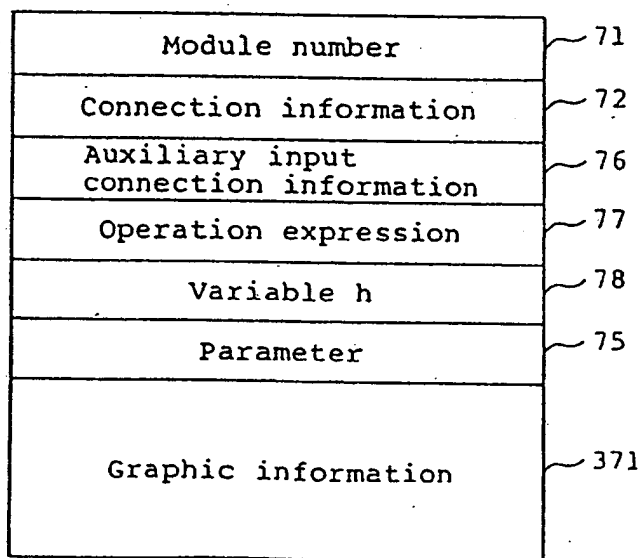 Module number 71
Connection information 72
Auxiliary input
connection information 76
Operation expression 77
Variable h 78
Parameter 75
Graphic information 371